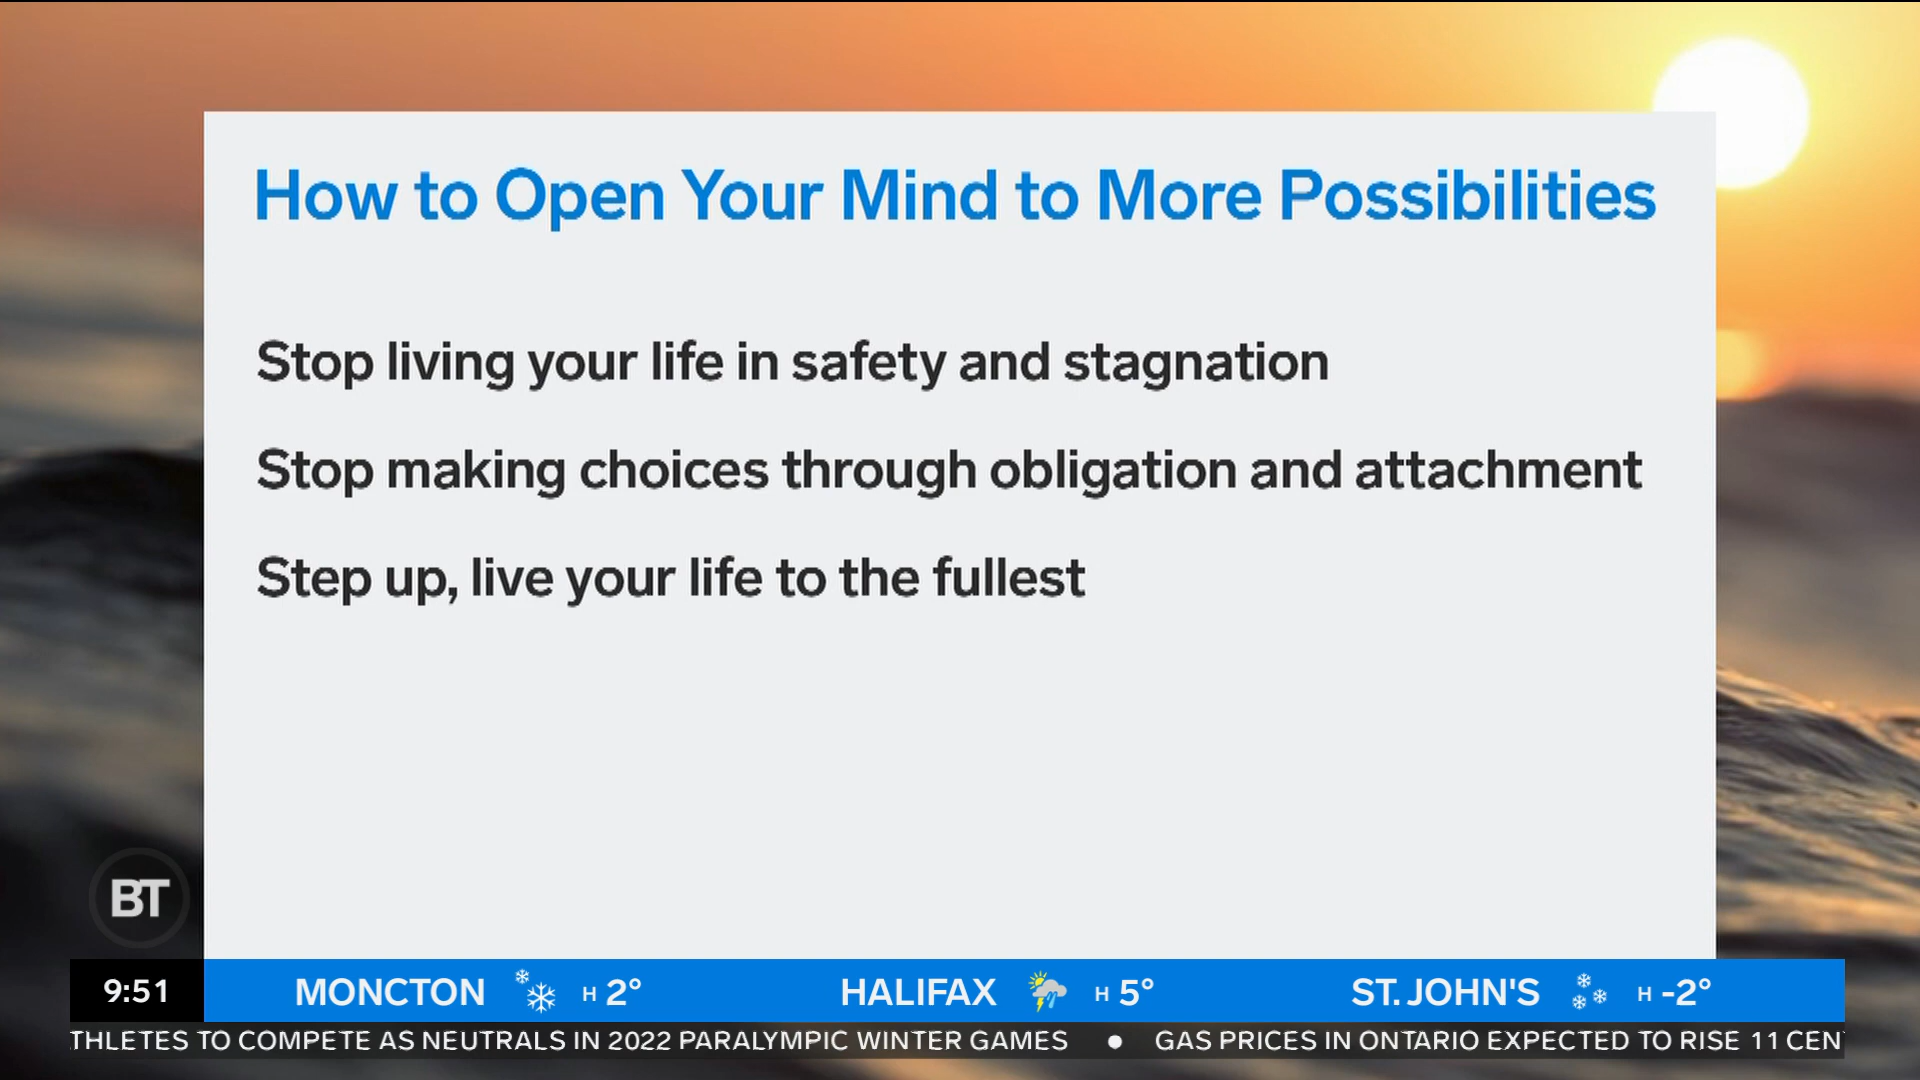 How to Open Your Mind to More Possibilities
Stop living your life in safety and stagnation
Stop making choices through obligation and attachment
Step up, live your life to the fullest
BT
9:51 MONCTON H 2° HALIFAX H 5° ST. JOHN'S H -2°
THLETES TO COMPETE AS NEUTRALS IN 2022 PARALYMPIC WINTER GAMES • GAS PRICES IN ONTARIO EXPECTED TO RISE 11 CEN